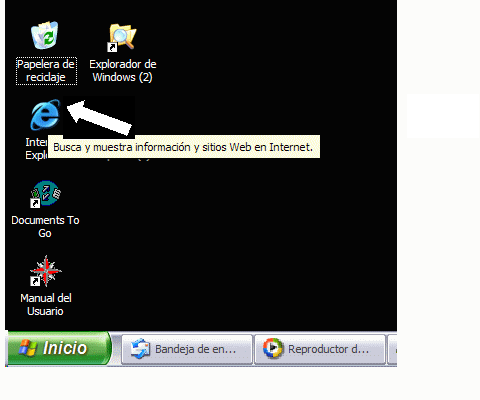 Papelera de
reciclaje
Explorador de
Windows (2)
Busca y muestra información y sitios Web en Internet.
Documents To
Go
Manual del
Usuario
Inicio
Bandeja de en...
Reproductor d...